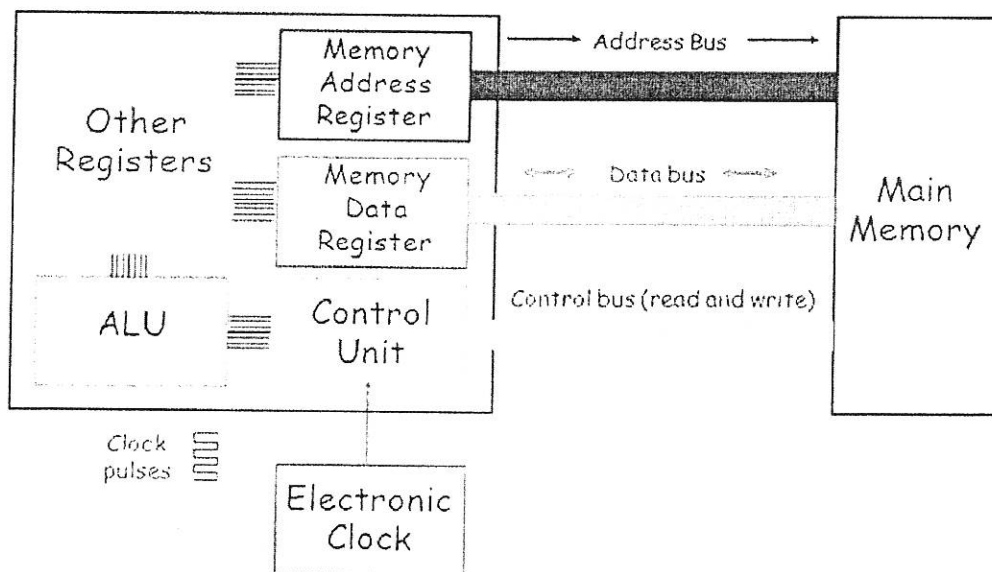 Memory
Address
Register
Address Bus
Other
Registers
Memory
Data
Register
Data bus
Main
Memory
ALU
Control
Unit
Control bus (read and write)
Clock
pulses
Electronic
Clock